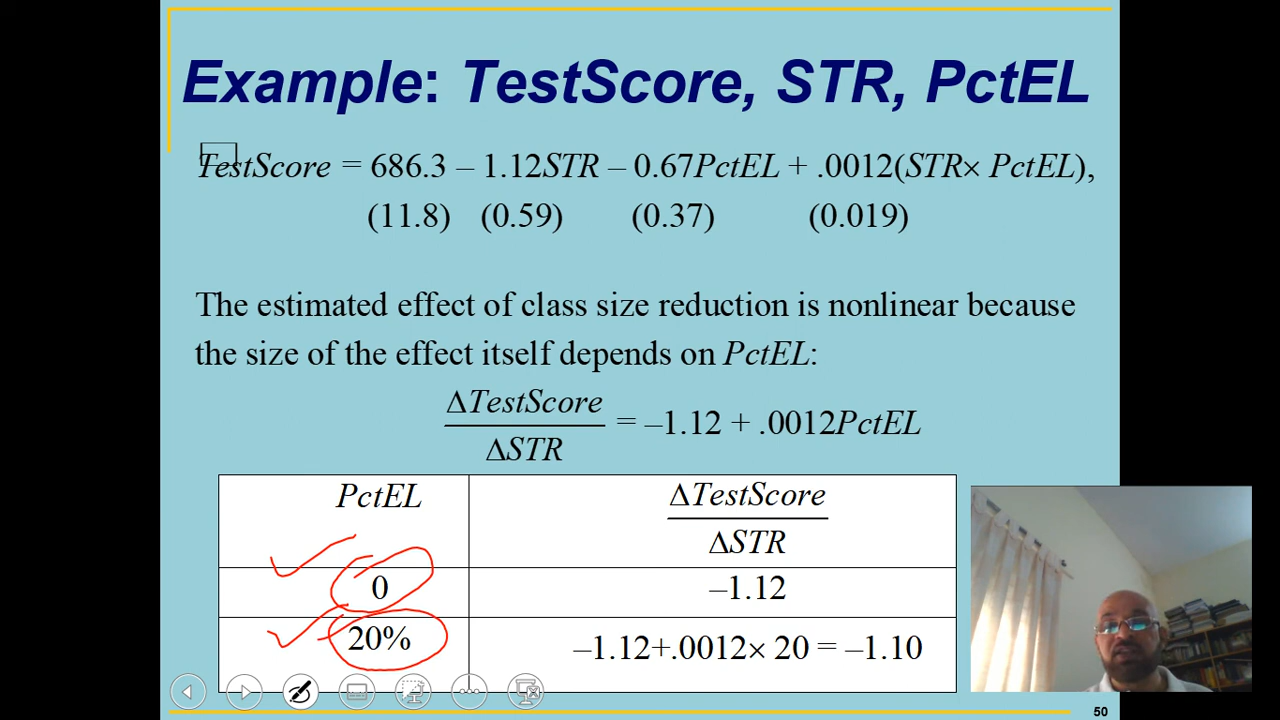 Example: TestScore, STR, PctEL
TestScore = 686.3 – 1.12STR – 0.67PctEL + .0012(STR× PctEL),
(11.8) (0.59) (0.37) (0.019)
The estimated effect of class size reduction is nonlinear because
the size of the effect itself depends on PctEL:
ΔTestScore
ΔSTR
= –1.12 + .0012PctEL
PctEL
ΔTestScore
ΔSTR
0
–1.12
20%
–1.12+.0012× 20 = –1.10
50